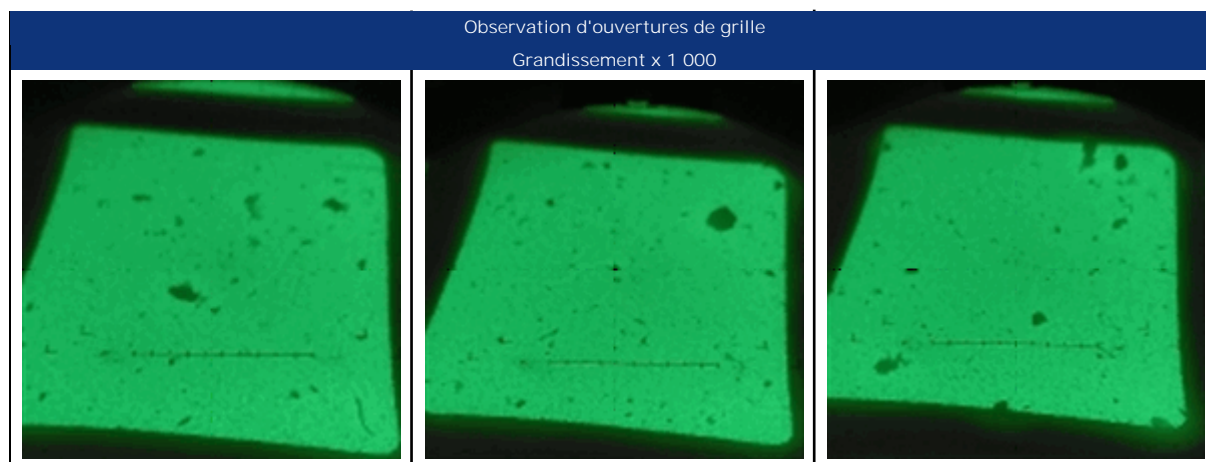 Observation d'ouvertures de grille
Grandissement x 1 000